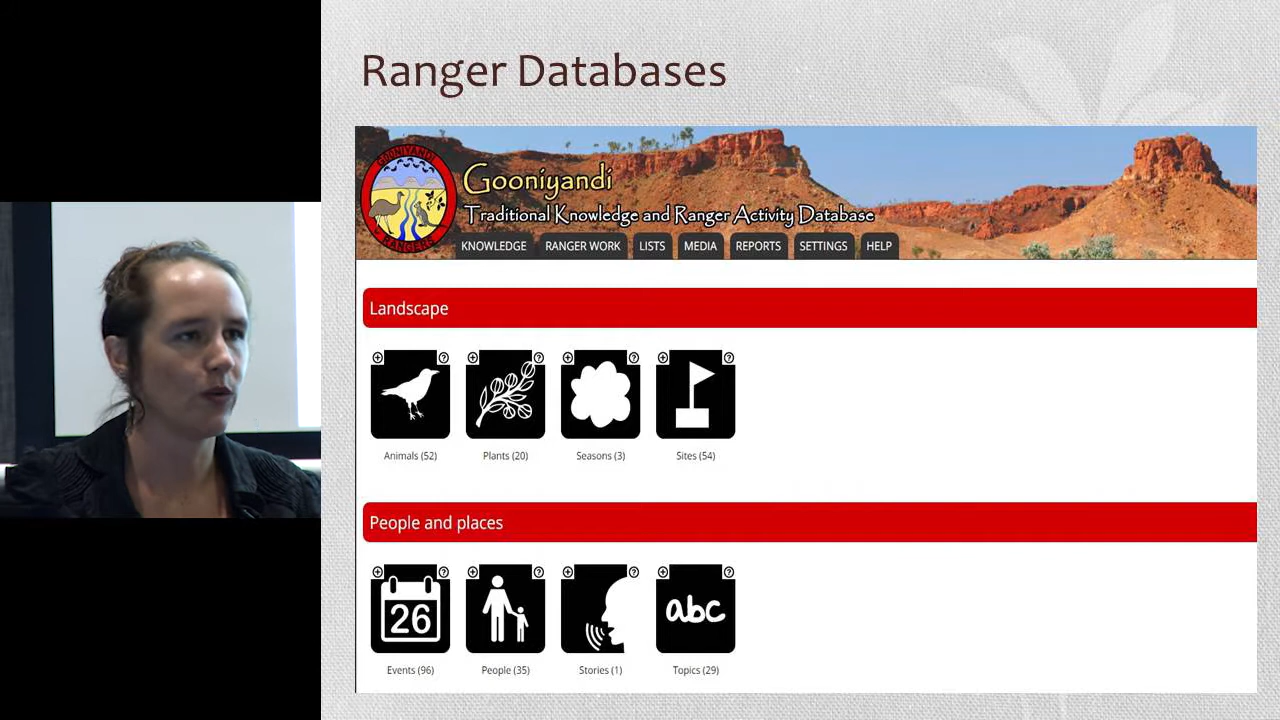 Ranger Databases
GOONIYANDI
RANGERS
Gooniyandi
Traditional Knowledge and Ranger Activity Database
KNOWLEDGE RANGER WORK LISTS MEDIA REPORTS SETTINGS HELP
Landscape
Animals (52) Plants (20) Seasons (3) Sites (54)
People and places
26 abc
Events (96) People (35) Stories (1) Topics (29)